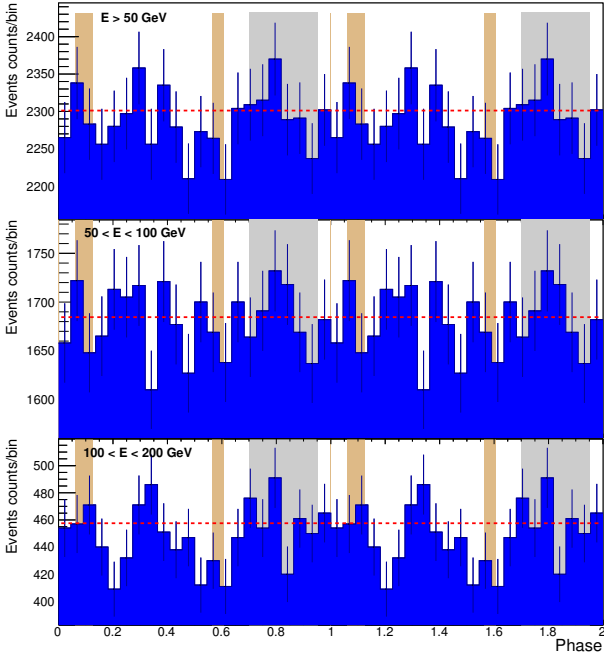 E > 50 GeV
Events counts/bin
2400
2350
2300
2250
2200
50 < E < 100 GeV
Events counts/bin
1750
1700
1650
1600
100 < E < 200 GeV
Events counts/bin
500
480
460
440
420
400
0 0.2 0.4 0.6 0.8 1 1.2 1.4 1.6 1.8 2
Phase